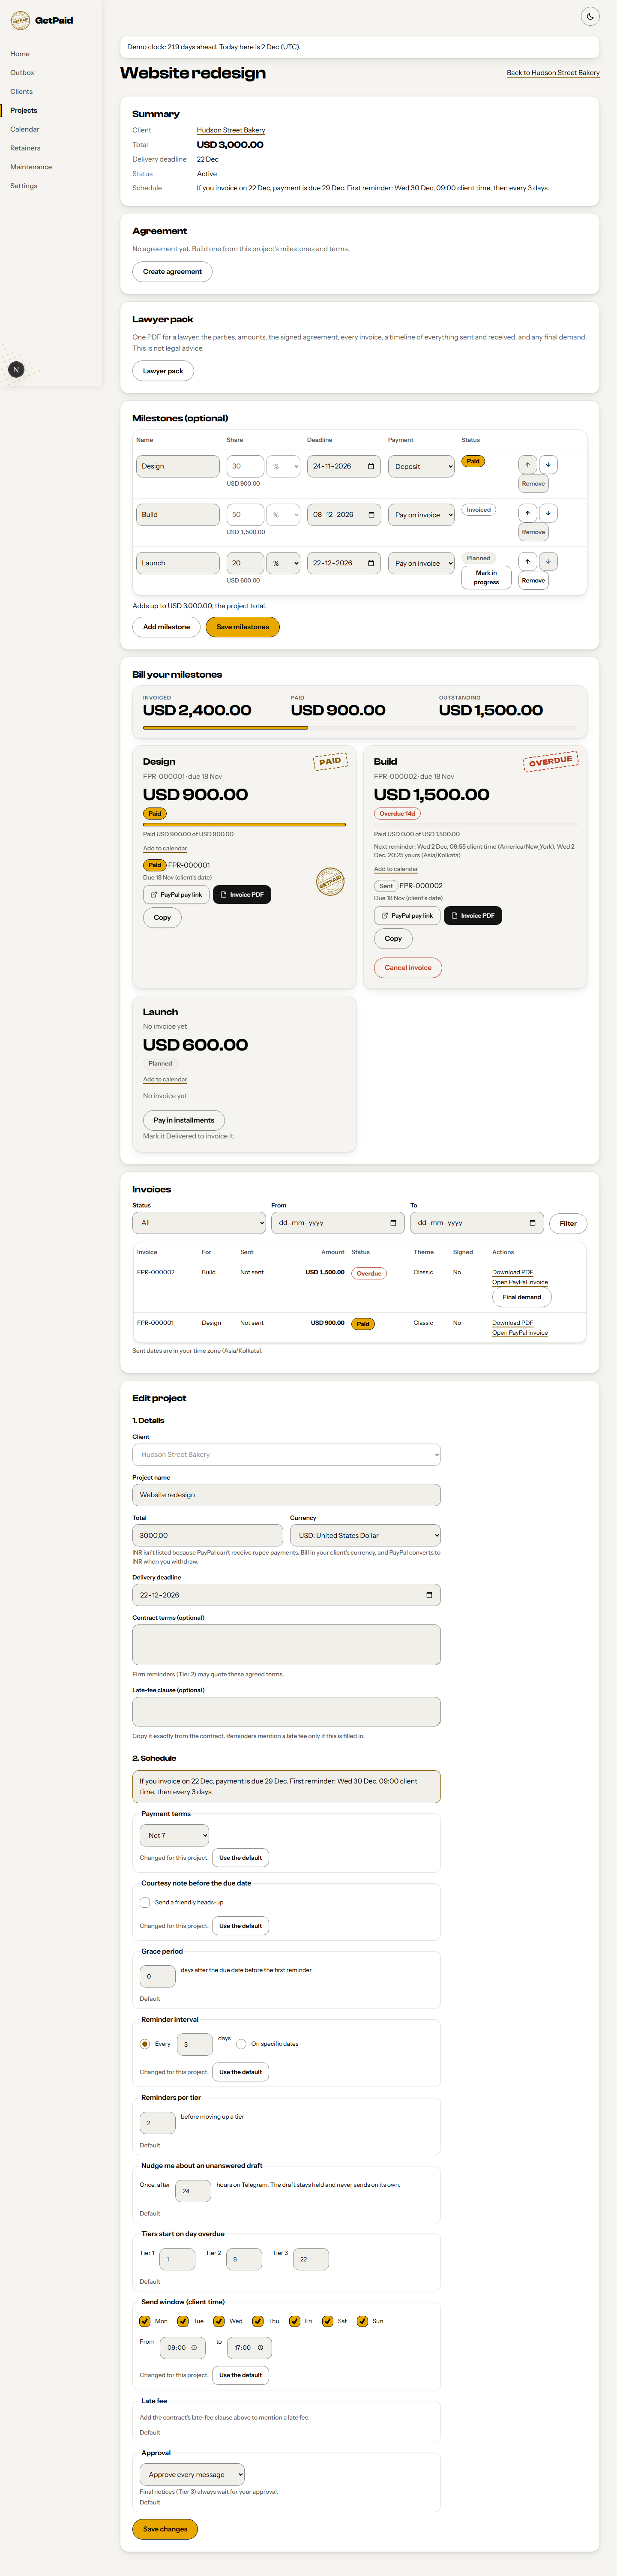 GetPaid
Home
Outbox
Clients
Projects
Calendar
Retainers
Maintenance
Settings
N
Demo clock: 21.9 days ahead. Today here is 2 Dec (UTC).
Website redesign
Back to Hudson Street Bakery
Summary
Client Hudson Street Bakery
Total USD 3,000.00
Delivery deadline 22 Dec
Status Active
Schedule If you invoice on 22 Dec, payment is due 29 Dec. First reminder: Wed 30 Dec, 09:00 client time, then every 3 days.
Agreement
No agreement yet. Build one from this project's milestones and terms.
Create agreement
Lawyer pack
One PDF for a lawyer: the parties, amounts, the signed agreement, every invoice, a timeline of everything sent and received, and any final demand.
This is not legal advice.
Lawyer pack
Milestones (optional)
Name Share Deadline Payment Status
Design 30 % 24-11-2026 Deposit Paid ↑ ↓
USD 900.00 Remove
Build 50 % 08-12-2026 Pay on invoice Invoiced ↑ ↓
USD 1,500.00 Remove
Launch 20 % 22-12-2026 Pay on invoice Planned ↑ ↓
USD 600.00 Mark in progress Remove
Adds up to USD 3,000.00, the project total.
Add milestone Save milestones
Bill your milestones
INVOICED PAID OUTSTANDING
USD 2,400.00 USD 900.00 USD 1,500.00
Design
PAID
FPR-000001 · due 18 Nov
USD 900.00
Paid
Paid USD 900.00 of USD 900.00
Add to calendar
Paid FPR-000001
Due 18 Nov (client's date)
PayPal pay link Invoice PDF
Copy
GETPAID
Build
OVERDUE
FPR-000002 · due 18 Nov
USD 1,500.00
Overdue 14d
Paid USD 0.00 of USD 1,500.00
Next reminder: Wed 2 Dec, 09:55 client time (America/New_York), Wed 2
Dec, 20:25 yours (Asia/Kolkata)
Add to calendar
Sent FPR-000002
Due 18 Nov (client's date)
PayPal pay link Invoice PDF
Copy
Cancel invoice
Launch
No invoice yet
USD 600.00
Planned
Add to calendar
No invoice yet
Pay in installments
Mark it Delivered to invoice it.
Invoices
Status From To
All dd-mm-yyyy dd-mm-yyyy Filter
Invoice For Sent Amount Status Theme Signed Actions
FPR-000002 Build Not sent USD 1,500.00 Overdue Classic No Download PDF
Open PayPal invoice
Final demand
FPR-000001 Design Not sent USD 900.00 Paid Classic No Download PDF
Open PayPal invoice
Sent dates are in your time zone (Asia/Kolkata).
Edit project
1. Details
Client
Hudson Street Bakery
Project name
Website redesign
Total Currency
3000.00 USD: United States Dollar
INR isn't listed because PayPal can't receive rupee payments. Bill in your client's currency, and PayPal converts to
INR when you withdraw.
Delivery deadline
22-12-2026
Contract terms (optional)
Firm reminders (Tier 2) may quote these agreed terms.
Late-fee clause (optional)
Copy it exactly from the contract. Reminders mention a late fee only if this is filled in.
2. Schedule
If you invoice on 22 Dec, payment is due 29 Dec. First reminder: Wed 30 Dec, 09:00 client
time, then every 3 days.
Payment terms
Net 7
Changed for this project. Use the default
Courtesy note before the due date
Send a friendly heads-up
Changed for this project. Use the default
Grace period
0 days after the due date before the first reminder
Default
Reminder interval
Every 3 days On specific dates
Changed for this project. Use the default
Reminders per tier
2 before moving up a tier
Default
Nudge me about an unanswered draft
Once, after 24 hours on Telegram. The draft stays held and never sends on its own.
Default
Tiers start on day overdue
Tier 1 1 Tier 2 8 Tier 3 22
Default
Send window (client time)
Mon Tue Wed Thu Fri Sat Sun
From 09:00 to 17:00
Changed for this project. Use the default
Late fee
Add the contract's late-fee clause above to mention a late fee.
Default
Approval
Approve every message
Final notices (Tier 3) always wait for your approval.
Default
Save changes